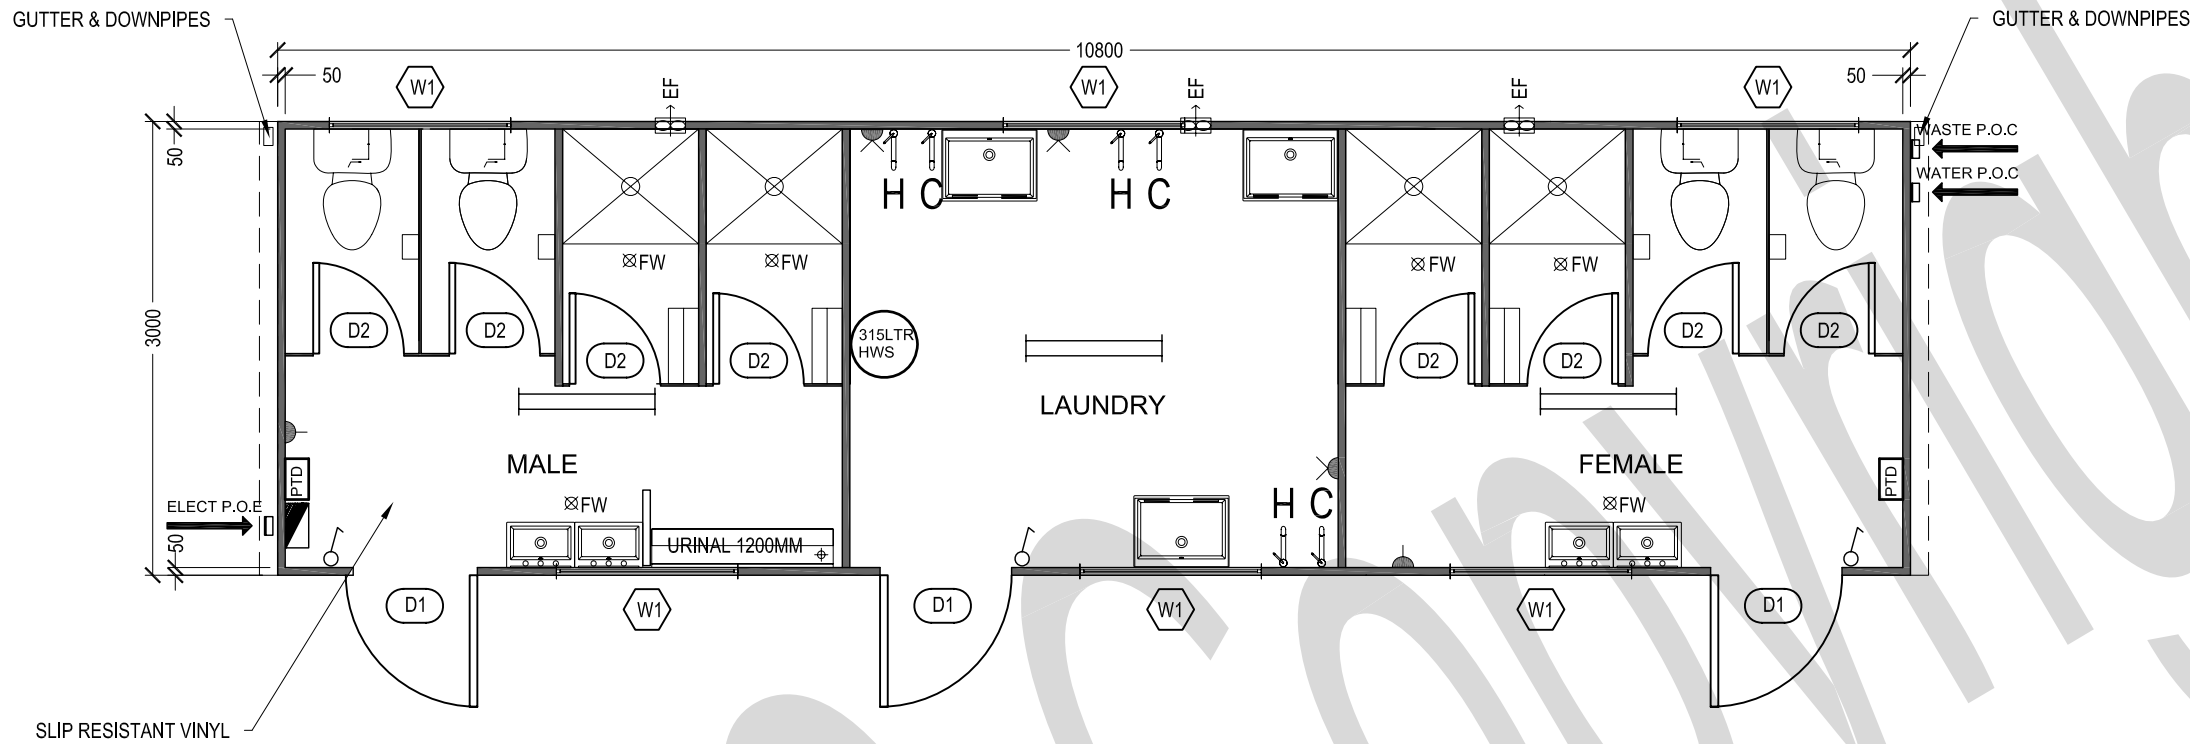 GUTTER & DOWNPIPES
GUTTER & DOWNPIPES
10800
50
W1
EF
W1
EF
EF
50
W1
50
WASTE P.O.C
WATER P.O.C
H C
H C
FW
FW
FW
FW
3000
D2
D2
D2
D2
315LTR
HWS
D2
D2
D2
D2
LAUNDRY
MALE
FEMALE
PTD
PTD
ELECT P.O.E
FW
H C
FW
50
URINAL 1200MM
D1
W1
D1
W1
W1
D1
SLIP RESISTANT VINYL